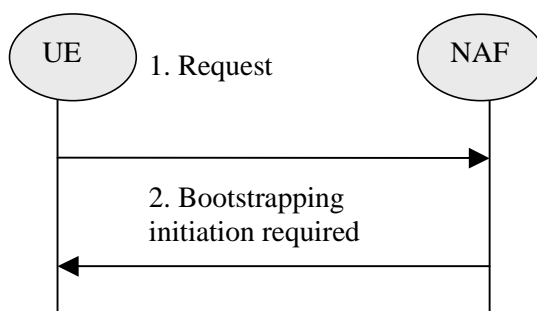 UE
NAF
1. Request
2. Bootstrapping
initiation required